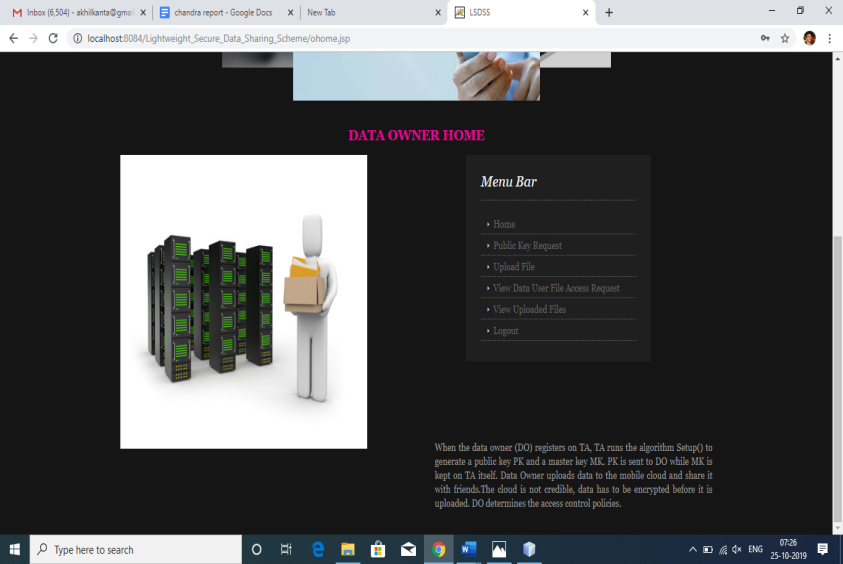 Inbox (6,504) - akhilkanta@gmai
chandra report - Google Docs
New Tab
LSDSS
localhost:8084/Lightweight_Secure_Data_Sharing_Scheme/ohome.jsp
DATA OWNER HOME
Menu Bar
Home
Public Key Request
Upload File
View Data User File Access Request
View Uploaded Files
Logout
When the data owner (DO) registers on TA, TA runs the algorithm Setup() to
generate a public key PK and a master key MK. PK is sent to DO while MK is
kept on TA itself. Data Owner uploads data to the mobile cloud and share it
with friends.The cloud is not credible, data has to be encrypted before it is
uploaded. DO determines the access control policies.
Type here to search
ENG
07:26
25-10-2019